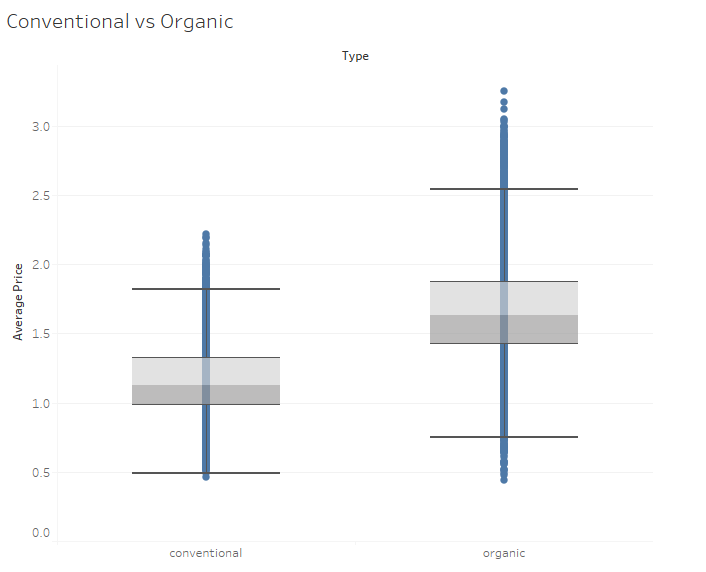 Conventional vs Organic
Type
3.0
2.5
2.0
1.5
1.0
0.5
0.0
Average Price
conventional
organic